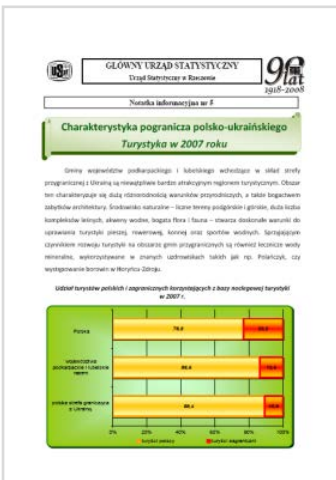 GŁÓWNY URZĄD STATYSTYCZNY
Urząd Statystyczny w Rzeszowie
90 lat
GUS
1918-2008
Notatka informacyjna nr 5
Charakterystyka pogranicza polsko-ukraińskiego
Turystyka w 2007 roku
Gminy województw podkarpackiego i lubelskiego wchodzące w skład strefy
przygranicznej z Ukrainą są niewątpliwie bardzo atrakcyjnym regionem turystycznym. Obszar
ten charakteryzuje się dużą różnorodnością warunków przyrodniczych, a także bogactwem
zabytków architektury. Środowisko naturalne – liczne tereny podgórskie i górskie, duża liczba
kompleksów leśnych, akweny wodne, bogata flora i fauna – stwarza doskonałe warunki do
uprawiania turystyki pieszej, rowerowej, konnej oraz sportów wodnych. Sprzyjającym
czynnikiem rozwoju turystyki na obszarze gmin przygranicznych są również lecznicze wody
mineralne, wykorzystywane w znanych uzdrowiskach takich jak np. Polańczyk, czy
występowanie borowin w Horyńcu-Zdroju.
Udział turystów polskich i zagranicznych korzystających z bazy noclegowej turystyki
w 2007 r.
Polska
województwo
podkarpackie i lubelskie
razem
polska strefa graniczna
z Ukrainą
0% 20% 40% 60% 80% 100%
turyści polscy turyści zagraniczni